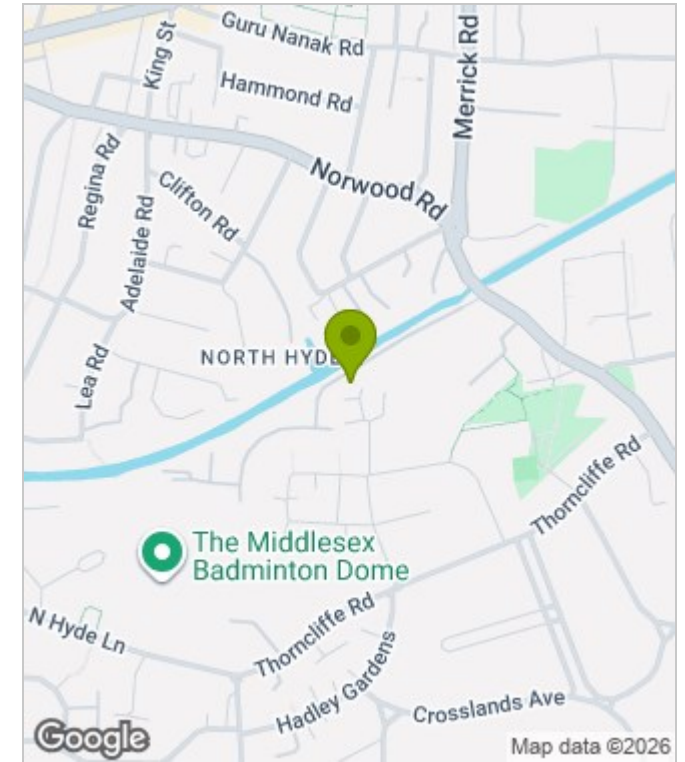 Guru Nanak Rd
King St
Hammond Rd
Merrick Rd
Norwood Rd
Regina Rd
Clifton Rd
Adelaide Rd
NORTH HYDE
Lea Rd
Thorncliffe Rd
The Middlesex
Badminton Dome
N Hyde Ln
Thorncliffe Rd
Hadley Gardens
Crosslands Ave
Google
Map data ©2026